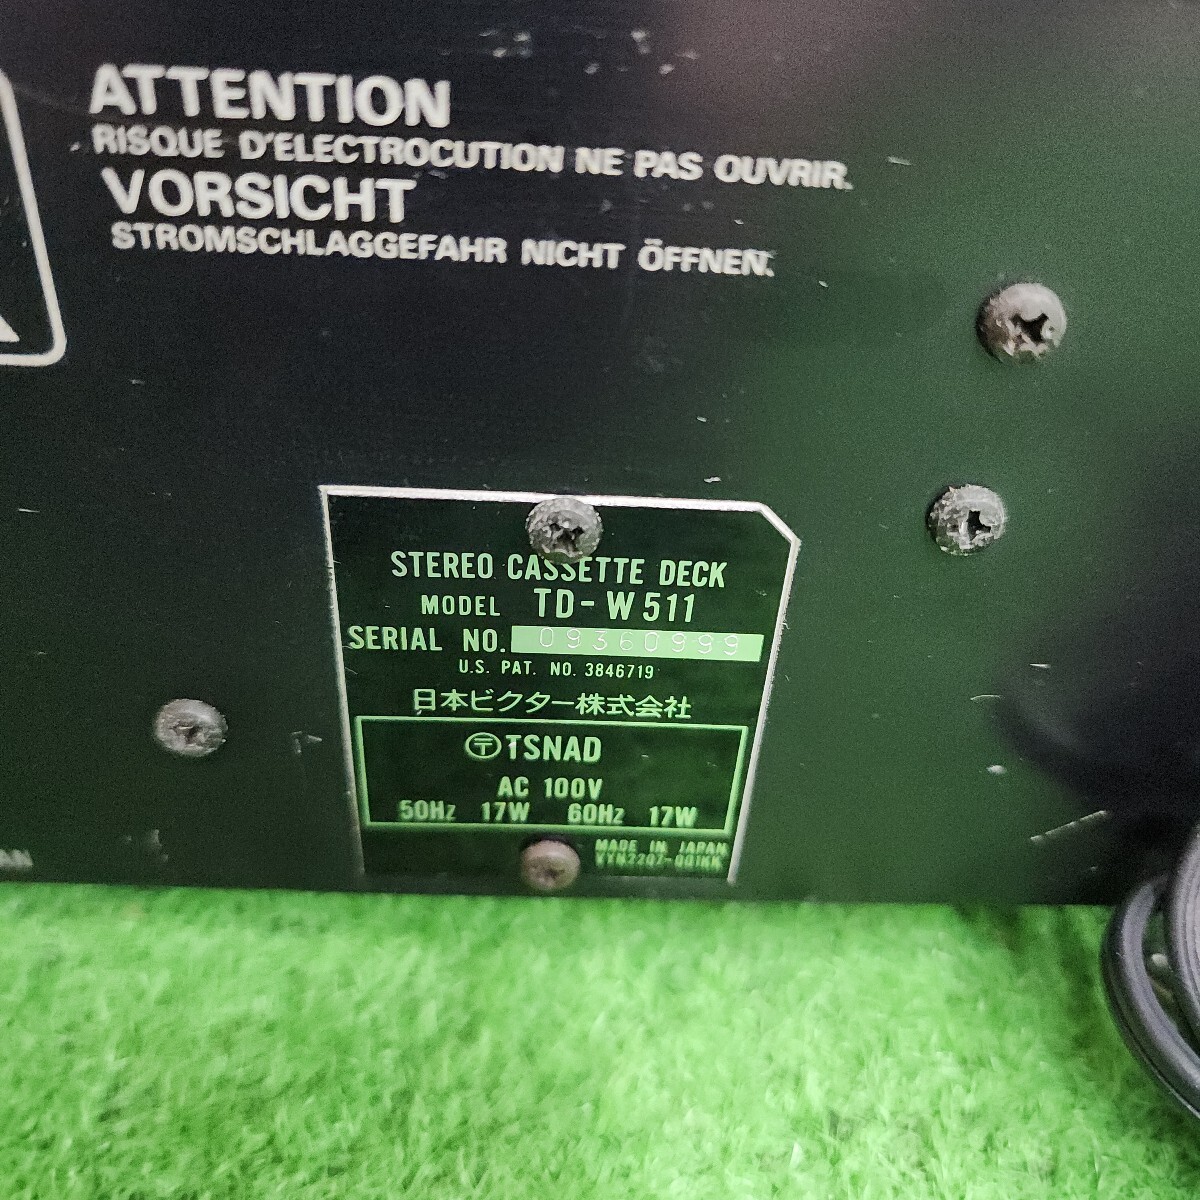 ATTENTION
RISQUE D'ELECTROCUTION NE PAS OUVRIR.
VORSICHT
STROMSCHLAGGEFAHR NICHT ÖFFNEN.
STEREO CASSETTE DECK
MODEL TD-W511
SERIAL NO. 09360999
U.S. PAT. NO. 3846719
日本ビクター株式会社
〶TSNAD
AC 100V
50Hz 17W 60Hz 17W
MADE IN JAPAN